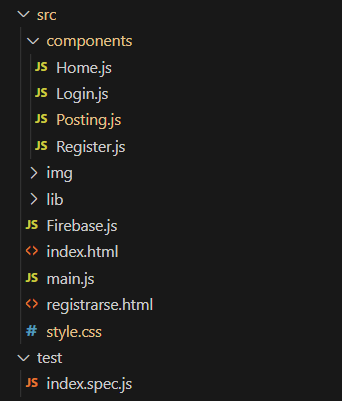 src
components
JS Home.js
JS Login.js
JS Posting.js
JS Register.js
img
lib
JS Firebase.js
<> index.html
JS main.js
<> registrarse.html
# style.css
test
JS index.spec.js